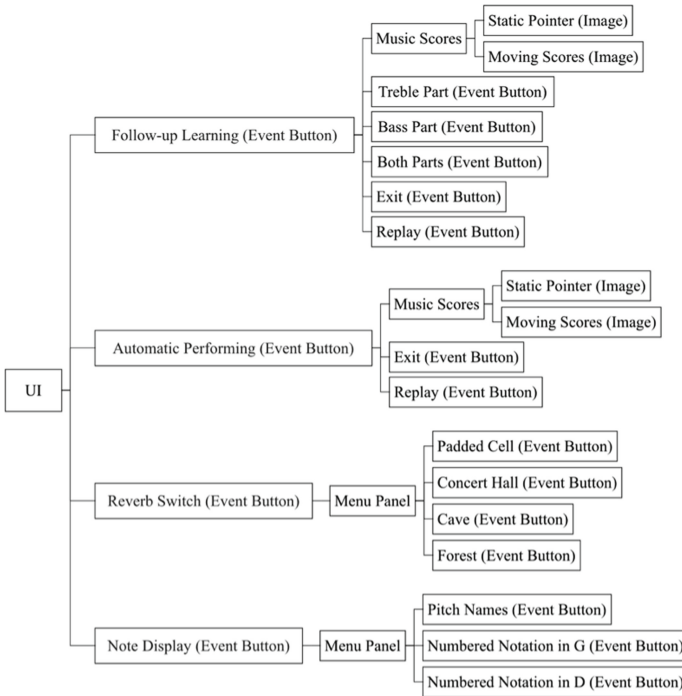 UI
Follow-up Learning (Event Button)
Music Scores
Static Pointer (Image)
Moving Scores (Image)
Treble Part (Event Button)
Bass Part (Event Button)
Both Parts (Event Button)
Exit (Event Button)
Replay (Event Button)
Automatic Performing (Event Button)
Music Scores
Static Pointer (Image)
Moving Scores (Image)
Exit (Event Button)
Replay (Event Button)
Reverb Switch (Event Button)
Menu Panel
Padded Cell (Event Button)
Concert Hall (Event Button)
Cave (Event Button)
Forest (Event Button)
Note Display (Event Button)
Menu Panel
Pitch Names (Event Button)
Numbered Notation in G (Event Button)
Numbered Notation in D (Event Button)